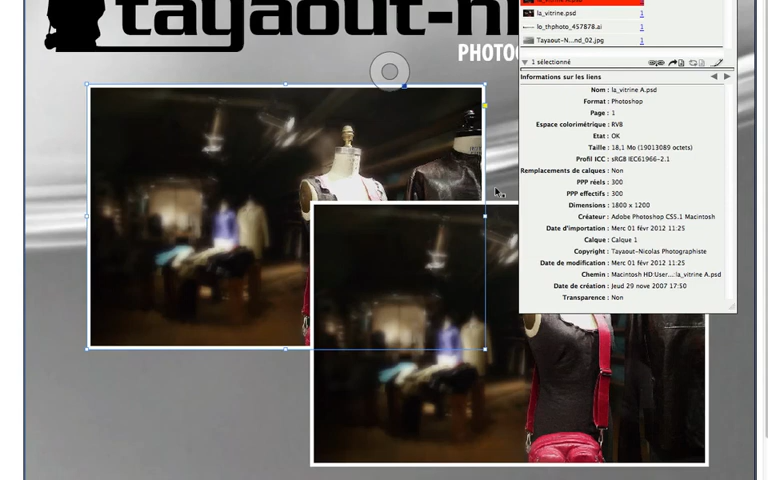 tayaout-ni
PHOTO
la_vitrine.psd 1
lo_thphoto_457878.ai 1
Tayaout-N...nd_02.jpg 1
1 sélectionné
Informations sur les liens
Nom : la_vitrine A.psd
Format : Photoshop
Page : 1
Espace colorimétrique : RVB
Etat : OK
Taille : 18,1 Mo (19013089 octets)
Profil ICC : sRGB IEC61966-2.1
Remplacements de calques : Non
PPP réels : 300
PPP effectifs : 300
Dimensions : 1800 x 1200
Créateur : Adobe Photoshop CS5.1 Macintosh
Date d'importation : Merc 01 févr 2012 11:25
Calque : Calque 1
Copyright : Tayaout-Nicolas Photographiste
Date de modification : Merc 01 févr 2012 11:25
Chemin : Macintosh HD:User...:la_vitrine A.psd
Date de création : Jeud 29 nove 2007 17:50
Transparence : Non